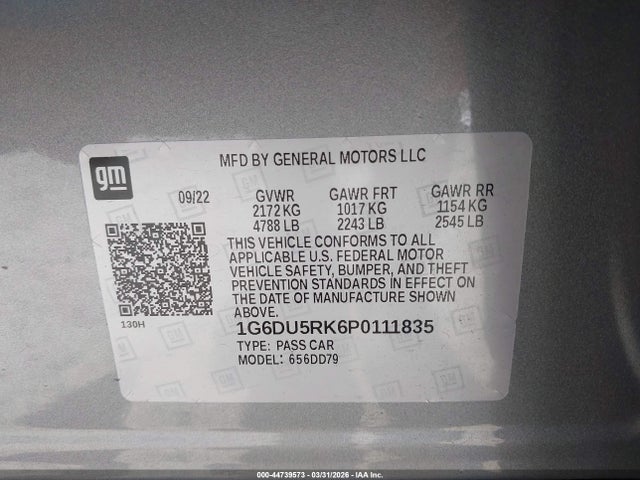 gm
MFD BY GENERAL MOTORS LLC
09/22 GVWR GAWR FRT GAWR RR
2172 KG 1017 KG 1154 KG
4788 LB 2243 LB 2545 LB
THIS VEHICLE CONFORMS TO ALL
APPLICABLE U.S. FEDERAL MOTOR
VEHICLE SAFETY, BUMPER, AND THEFT
PREVENTION STANDARDS IN EFFECT ON
THE DATE OF MANUFACTURE SHOWN
ABOVE.
130H
1G6DU5RK6P0111835
TYPE: PASS CAR
MODEL: 656DD79
000-44739573 — 03/31/2026 — IAA Inc.